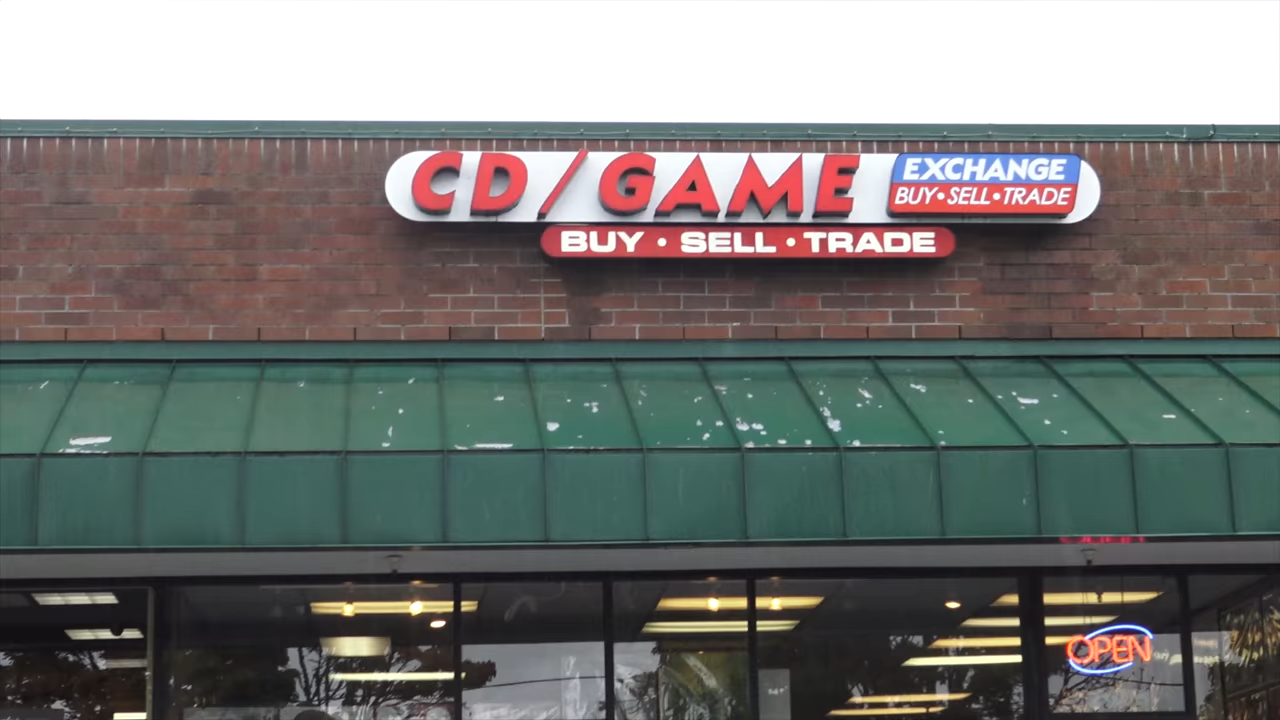 CD/GAME
EXCHANGE
BUY•SELL•TRADE
BUY • SELL • TRADE
OPEN